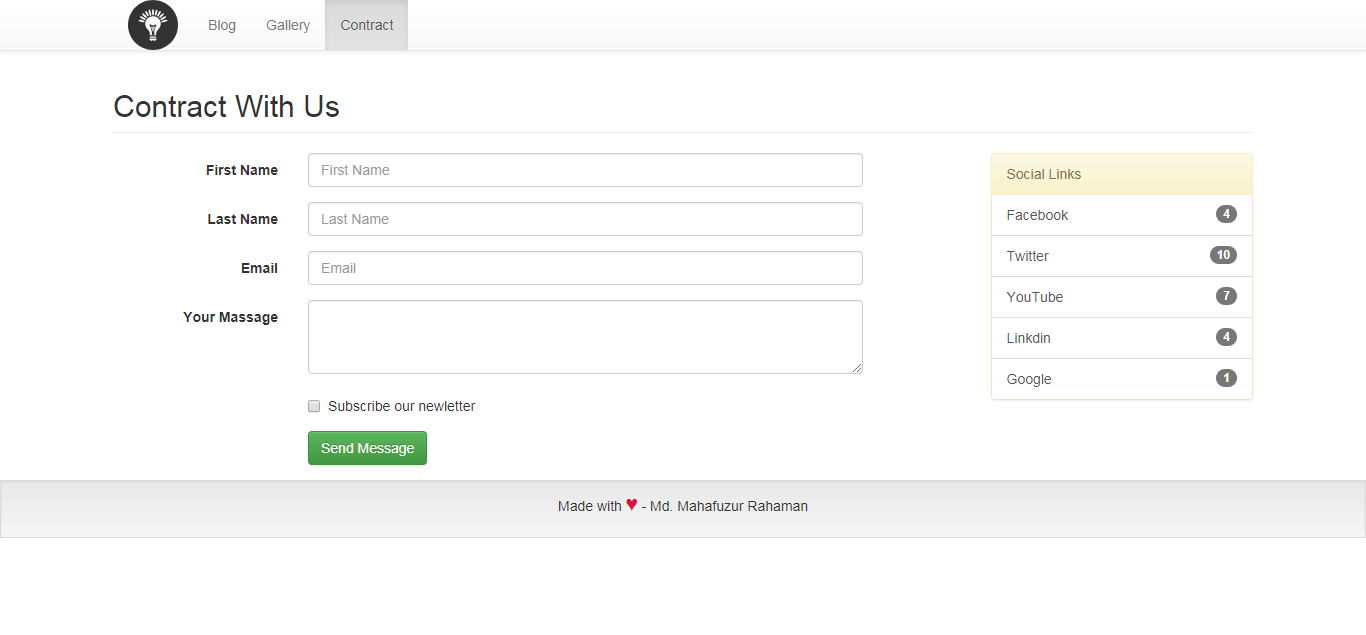 Blog Gallery Contract
Contract With Us
First Name First Name
Last Name Last Name
Email Email
Your Massage
Subscribe our newletter
Send Message
Social Links
Facebook 4
Twitter 10
YouTube 7
Linkdin 4
Google 1
Made with ♥ - Md. Mahafuzur Rahaman